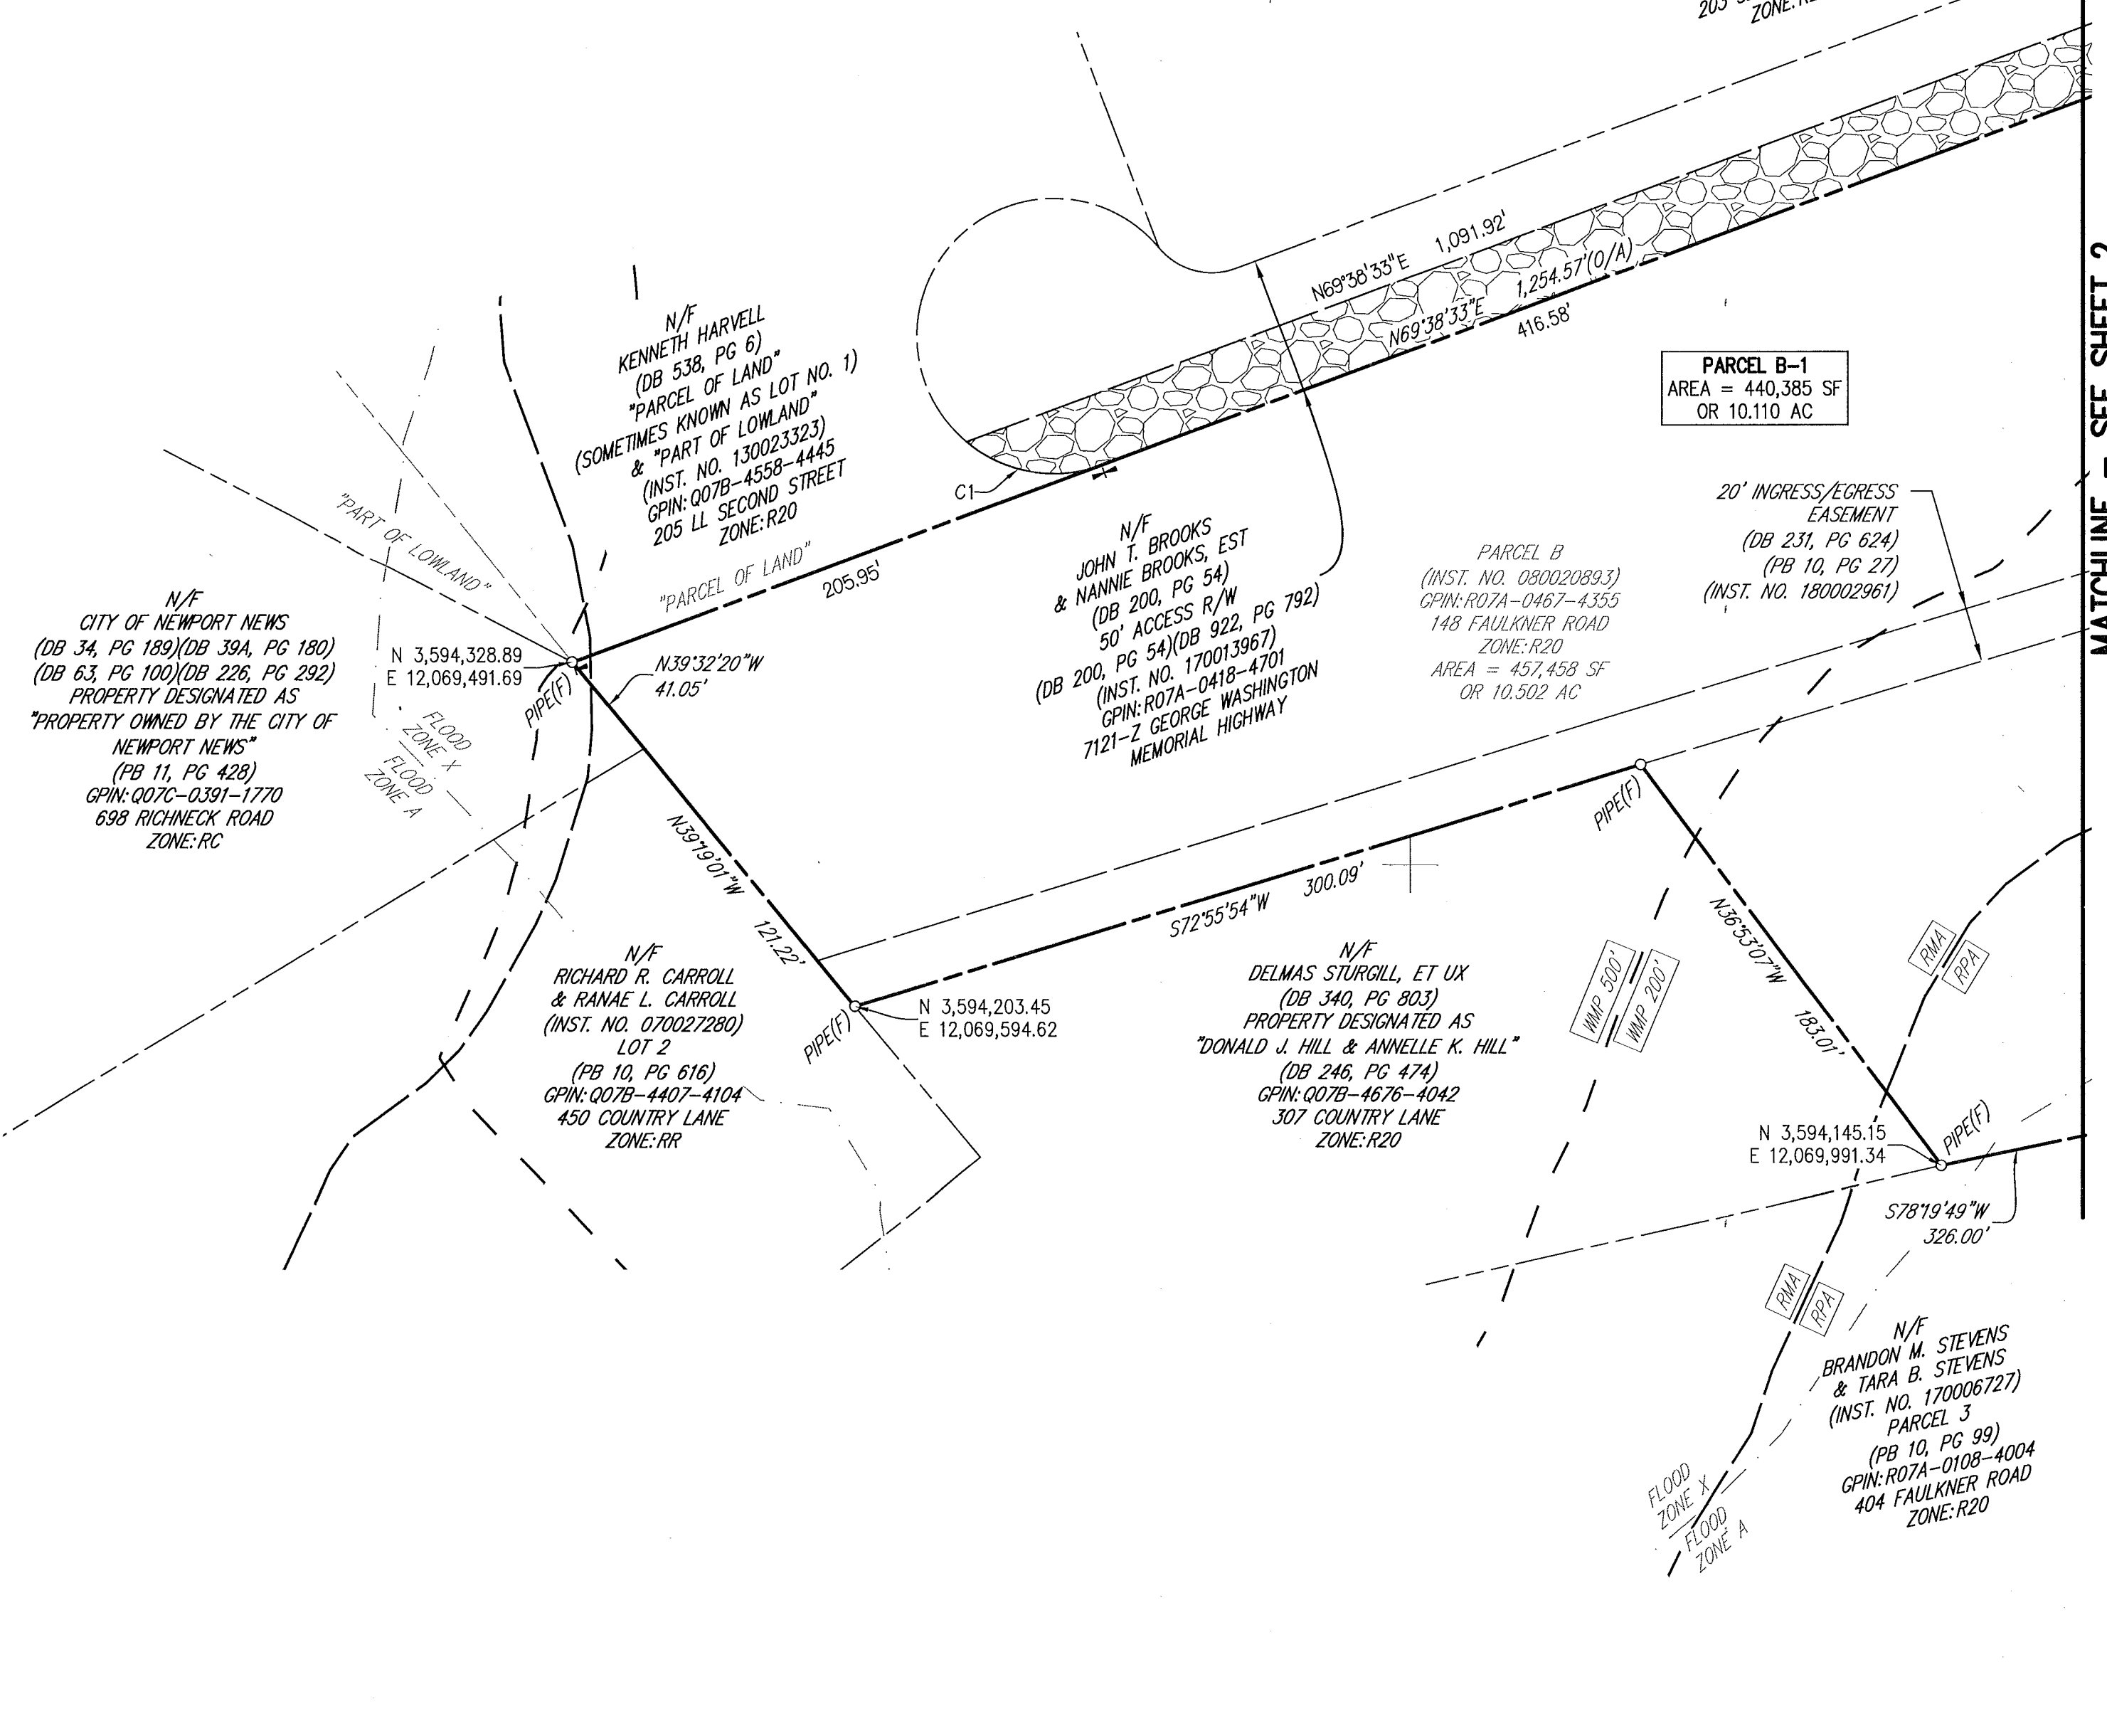 ZONE:R
N69°38'33"E 1,091.92'
N69°38'33"E 1,254.57'(O/A)
416.58'
PARCEL B-1
AREA = 440,385 SF
OR 10.110 AC
MATCHLINE - SEE SHEET 2
N/F
KENNETH HARVELL
(DB 538, PG 6)
"PARCEL OF LAND"
(SOMETIMES KNOWN AS LOT NO. 1)
& "PART OF LOWLAND"
(INST. NO. 130023323)
GPIN:Q07B-4558-4445
205 LL SECOND STREET
ZONE:R20
C1
"PART OF LOWLAND"
"PARCEL OF LAND"
205.95'
N/F
JOHN T. BROOKS
& NANNIE BROOKS, EST
(DB 200, PG 54)
50' ACCESS R/W
(DB 200, PG 54)(DB 922, PG 792)
(INST. NO. 170013967)
GPIN:R07A-0418-4701
7121-Z GEORGE WASHINGTON
MEMORIAL HIGHWAY
PARCEL B
(INST. NO. 080020893)
GPIN:R07A-0467-4355
148 FAULKNER ROAD
ZONE:R20
AREA = 457,458 SF
OR 10.502 AC
20' INGRESS/EGRESS
EASEMENT
(DB 231, PG 624)
(PB 10, PG 27)
(INST. NO. 180002961)
N/F
CITY OF NEWPORT NEWS
(DB 34, PG 189)(DB 39A, PG 180)
(DB 63, PG 100)(DB 226, PG 292)
PROPERTY DESIGNATED AS
"PROPERTY OWNED BY THE CITY OF
NEWPORT NEWS"
(PB 11, PG 428)
GPIN:Q07C-0391-1770
698 RICHNECK ROAD
ZONE:RC
N 3,594,328.89
E 12,069,491.69
PIPE(F)
N39°32'20"W
41.05'
FLOOD
ZONE X
FLOOD
ZONE A
N39°19'01"W
121.22'
PIPE(F)
N 3,594,203.45
E 12,069,594.62
S72°55'54"W 300.09'
PIPE(F)
N36°53'07"W
183.01'
N/F
RICHARD R. CARROLL
& RANAE L. CARROLL
(INST. NO. 070027280)
LOT 2
(PB 10, PG 616)
GPIN:Q07B-4407-4104
450 COUNTRY LANE
ZONE:RR
N/F
DELMAS STURGILL, ET UX
(DB 340, PG 803)
PROPERTY DESIGNATED AS
"DONALD J. HILL & ANNELLE K. HILL"
(DB 246, PG 474)
GPIN:Q07B-4676-4042
307 COUNTRY LANE
ZONE:R20
WMP 500'
WMP 200'
RMA
RPA
N 3,594,145.15
E 12,069,991.34
PIPE(F)
S78°19'49"W
326.00'
RMA
RPA
N/F
BRANDON M. STEVENS
& TARA B. STEVENS
(INST. NO. 170006727)
PARCEL 3
(PB 10, PG 99)
GPIN:R07A-0108-4004
404 FAULKNER ROAD
ZONE:R20
FLOOD
ZONE X
FLOOD
ZONE A